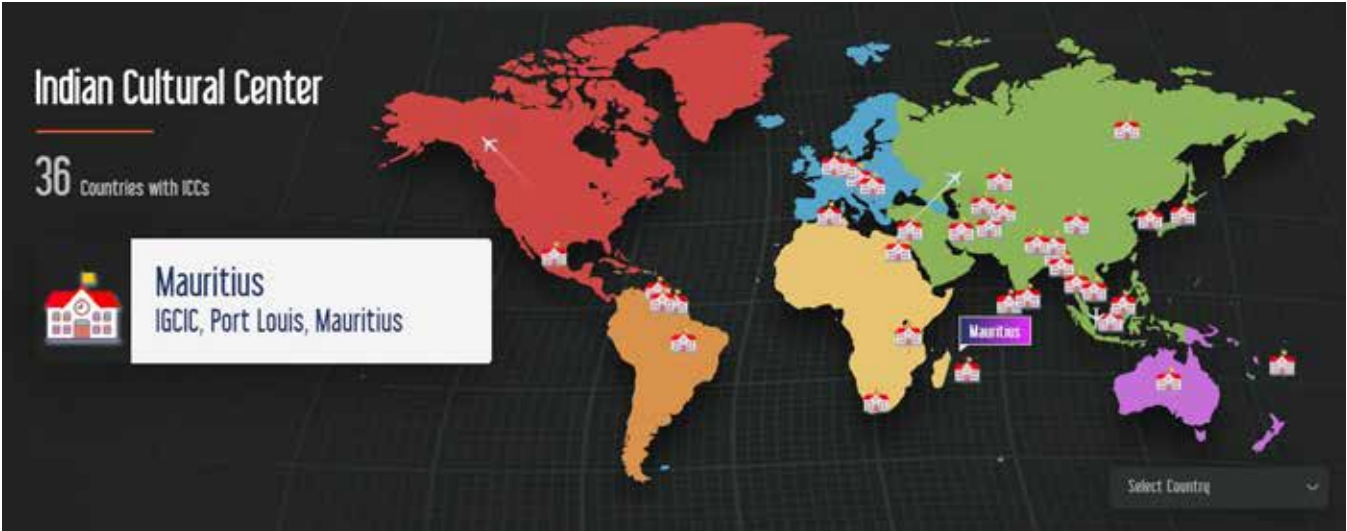 Indian Cultural Center
36 Countries with ICCs
Mauritius
IGCIC, Port Louis, Mauritius
Mauritius
Select Country